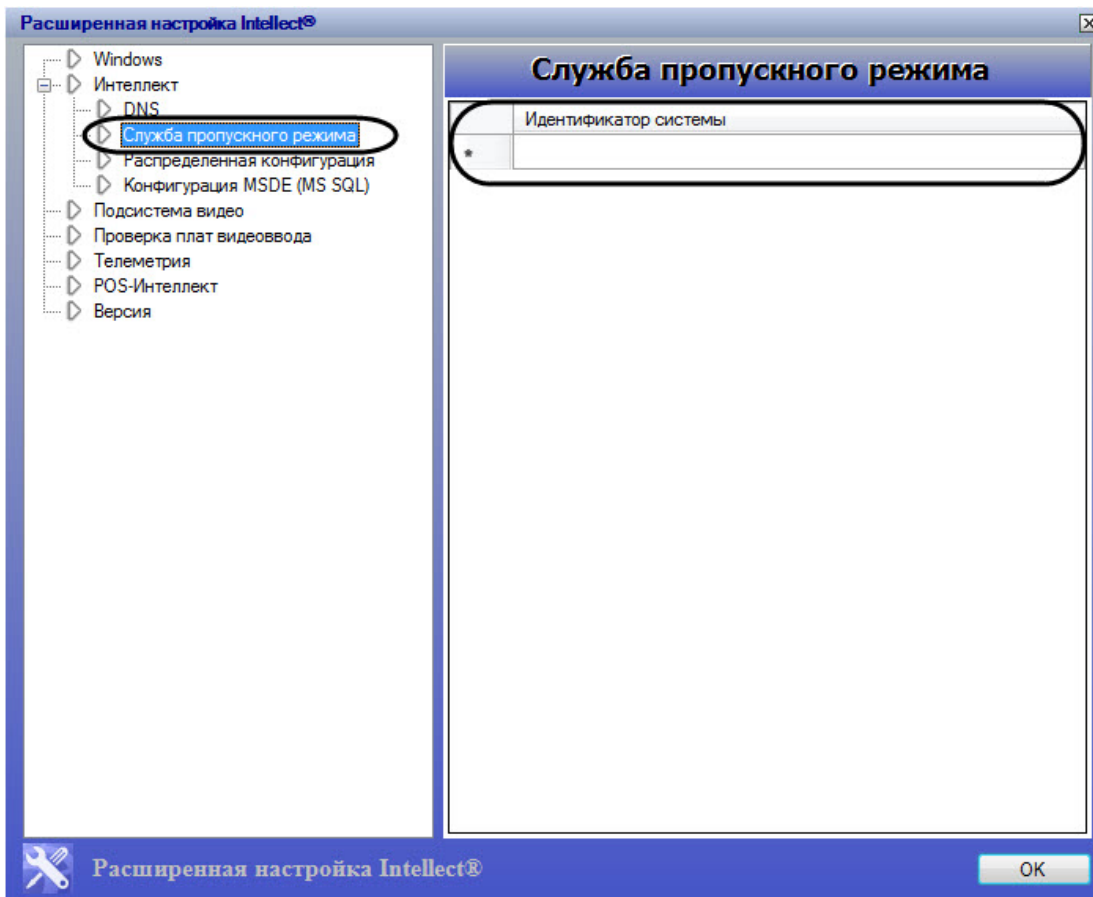 Расширенная настройка Intellect®
Windows
Интеллект
DNS
Служба пропускного режима
Распределенная конфигурация
Конфигурация MSDE (MS SQL)
Подсистема видео
Проверка плат видеоввода
Телеметрия
POS-Интеллект
Версия
Служба пропускного режима
Идентификатор системы
*
Расширенная настройка Intellect®
OK